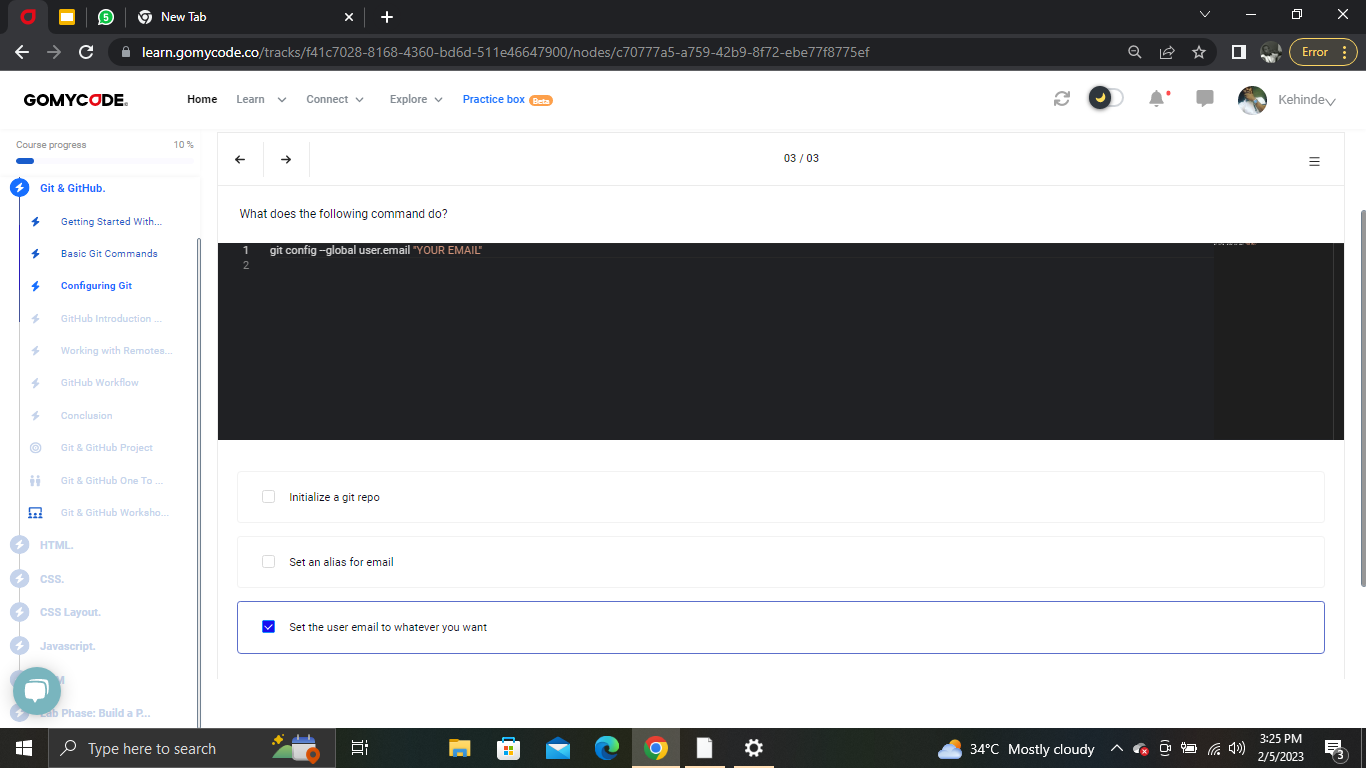 5
New Tab
learn.gomycode.co/tracks/f41c7028-8168-4360-bd6d-511e46647900/nodes/c70777a5-a759-42b9-8f72-ebe77f8775ef
Error
GOMYCODE
Home
Learn
Connect
Explore
Practice box
Beta
Kehinde
Course progress
10 %
Git & GitHub.
Getting Started With...
Basic Git Commands
Configuring Git
GitHub Introduction ...
Working with Remotes...
GitHub Workflow
Conclusion
Git & GitHub Project
Git & GitHub One To ...
Git & GitHub Worksho...
HTML.
CSS.
CSS Layout.
Javascript.
M
Lab Phase: Build a P...
03 / 03
What does the following command do?
1 git config –global user.email "YOUR EMAIL"
2
Initialize a git repo
Set an alias for email
Set the user email to whatever you want
Type here to search
34°C Mostly cloudy
3:25 PM
2/5/2023
3